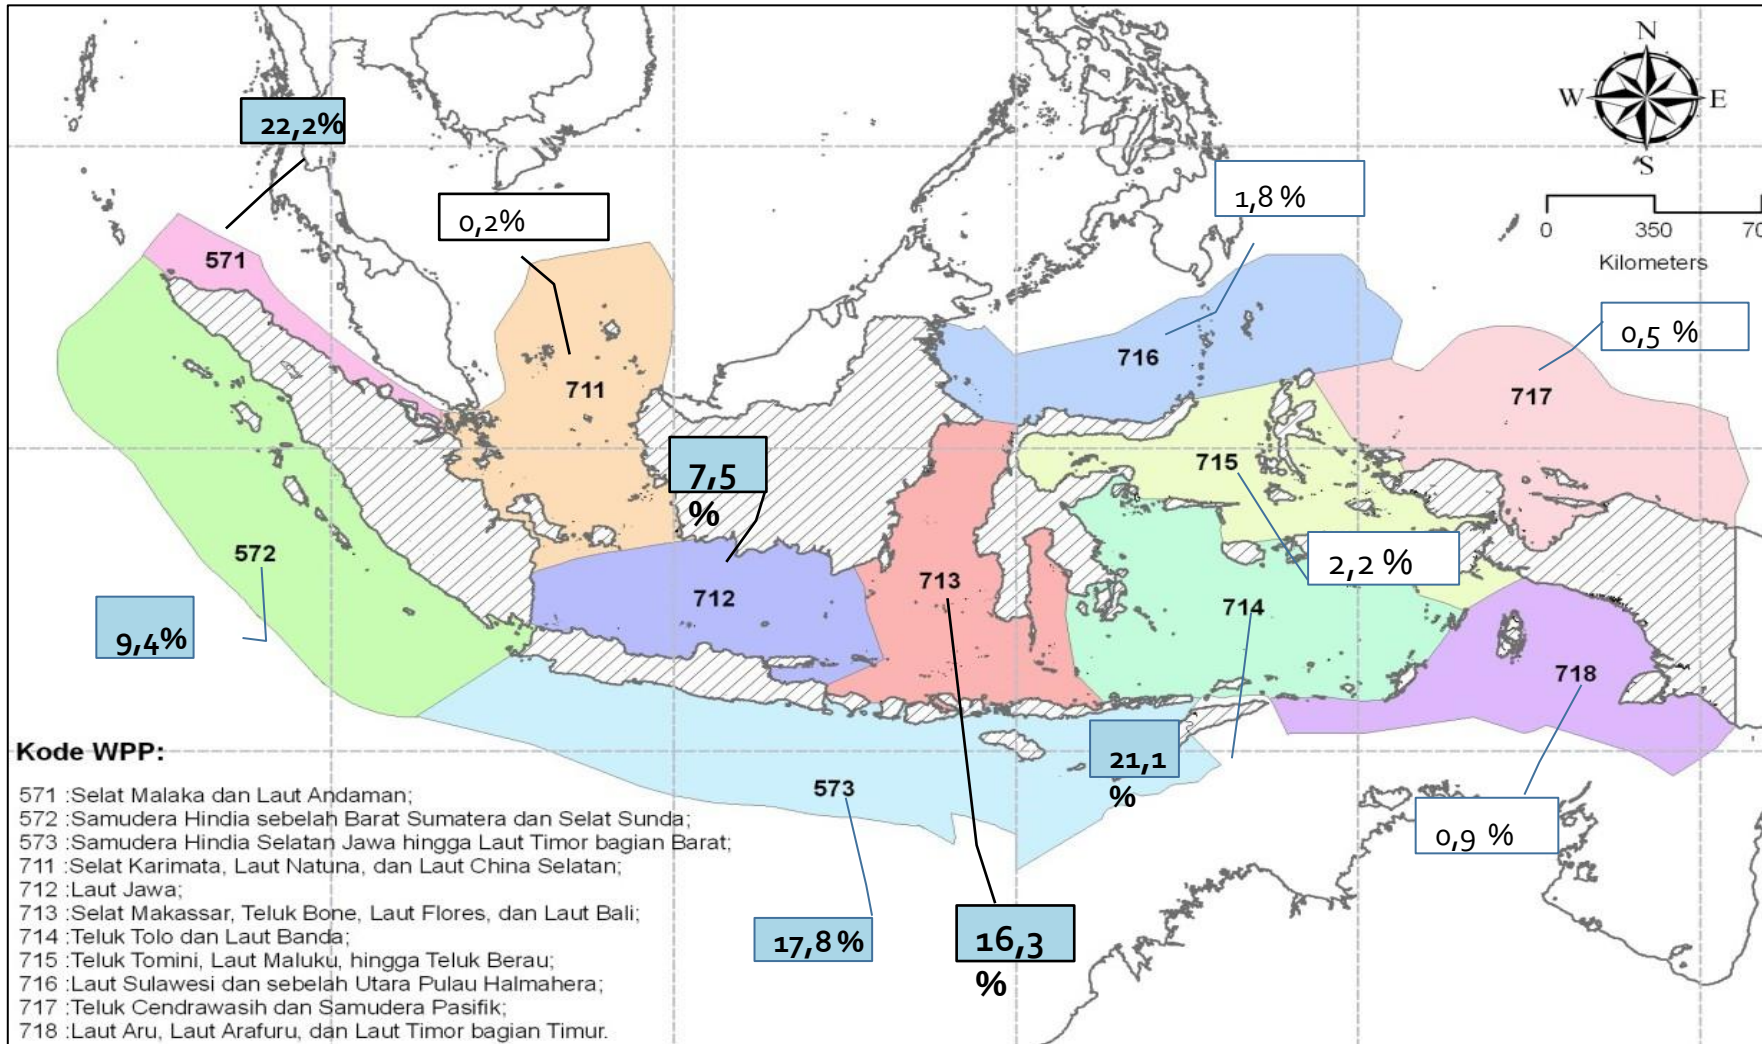 N
W
E
S
22,2%
0,2%
1,8 %
0 350 70
Kilometers
571
0,5 %
716
711
717
7,5
%
715
572
2,2 %
713
712
714
9,4%
718
21,1
%
573
0,9 %
17,8 %
16,3
%
Kode WPP:
571 :Selat Malaka dan Laut Andaman;
572 :Samudera Hindia sebelah Barat Sumatera dan Selat Sunda;
573 :Samudera Hindia Selatan Jawa hingga Laut Timor bagian Barat;
711 :Selat Karimata, Laut Natuna, dan Laut China Selatan;
712 :Laut Jawa;
713 :Selat Makassar, Teluk Bone, Laut Flores, dan Laut Bali;
714 :Teluk Tolo dan Laut Banda;
715 :Teluk Tomini, Laut Maluku, hingga Teluk Berau;
716 :Laut Sulawesi dan sebelah Utara Pulau Halmahera;
717 :Teluk Cendrawasih dan Samudera Pasifik;
718 :Laut Aru, Laut Arafuru, dan Laut Timor bagian Timur.